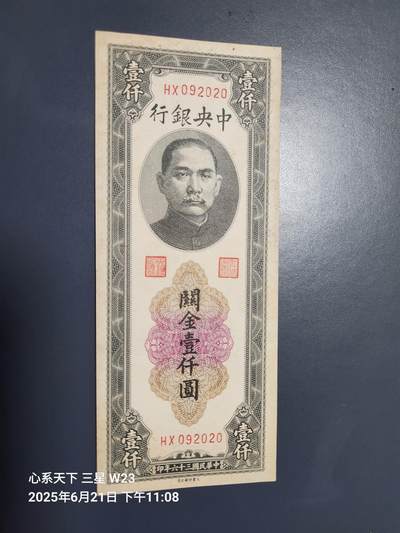 壹仟
HX092020
壹仟
中央銀行
關金壹仟圓
HX092020
壹仟
壹仟
中華民國三十六年印
心系天下 三星 W23
2025年6月21日 下午11:08